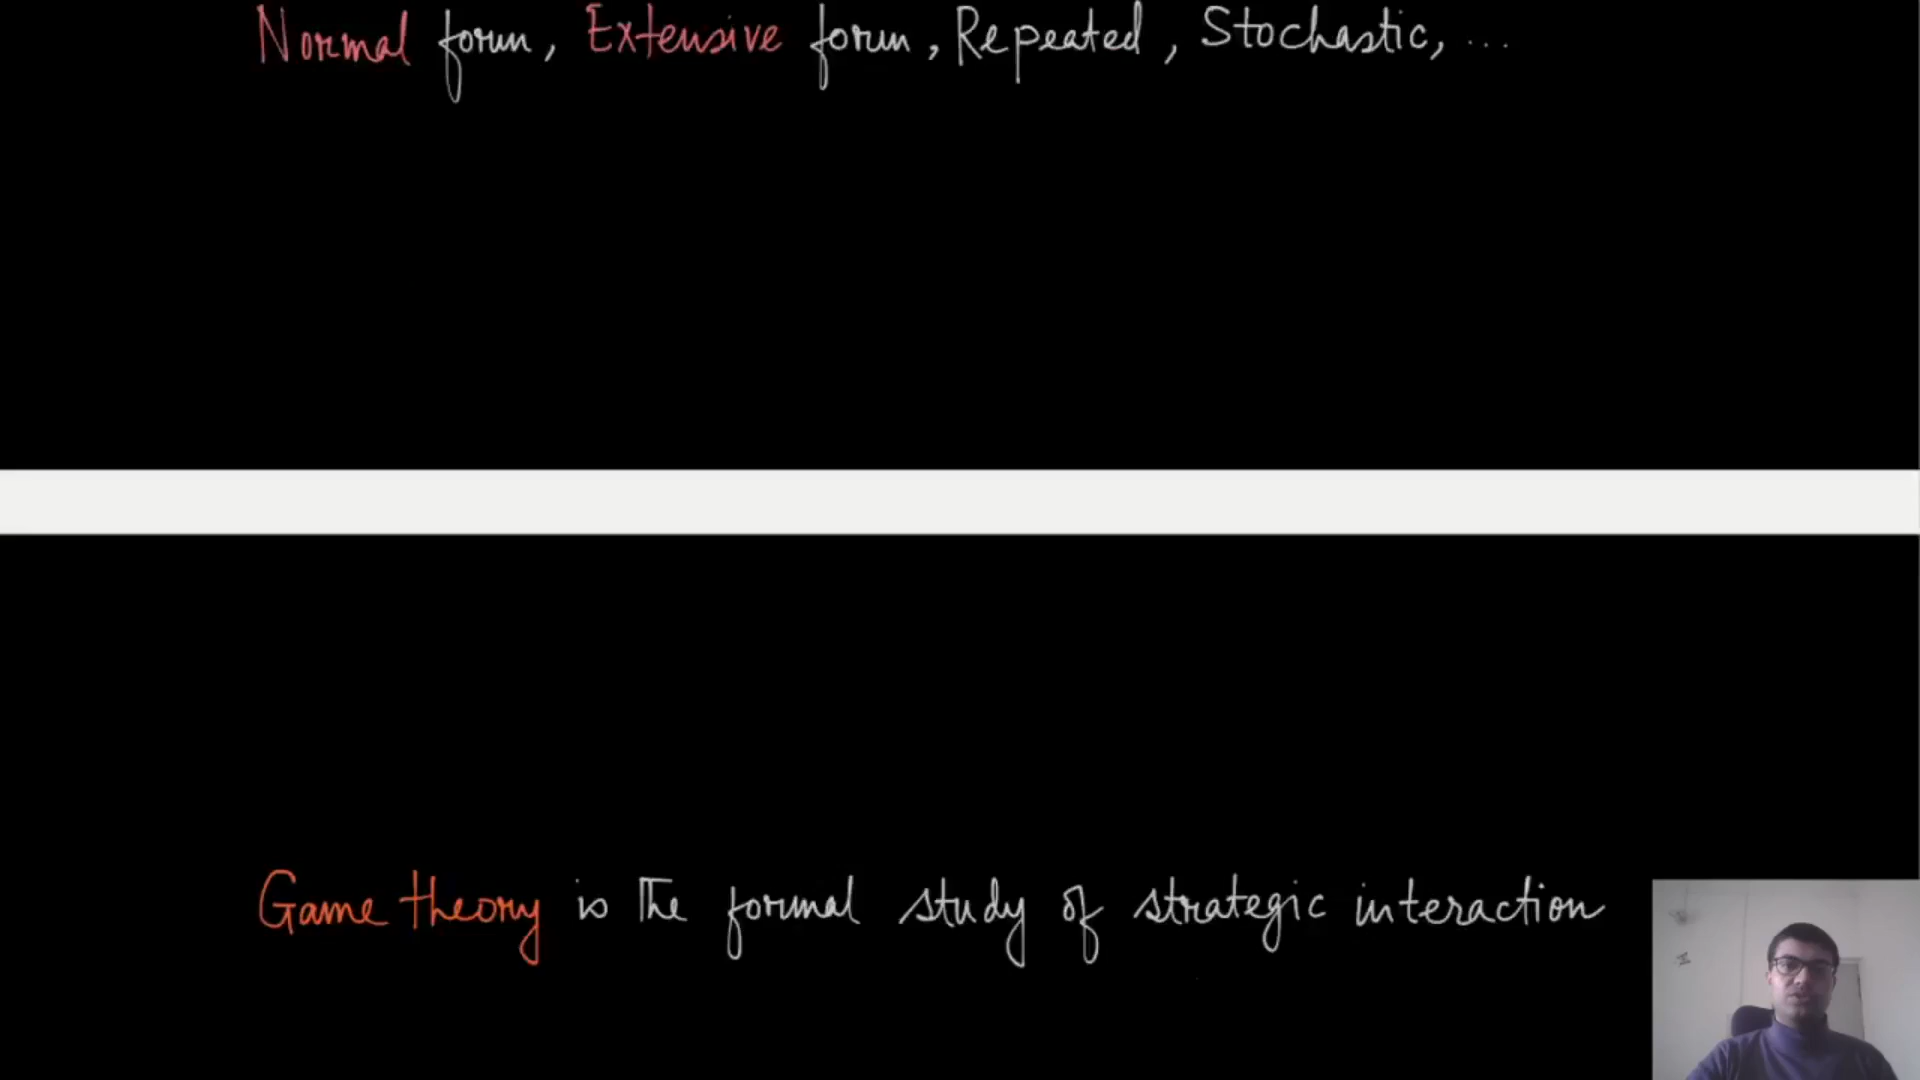 Normal form, Extensive form, Repeated, Stochastic, ...
Game theory is the formal study of strategic interaction